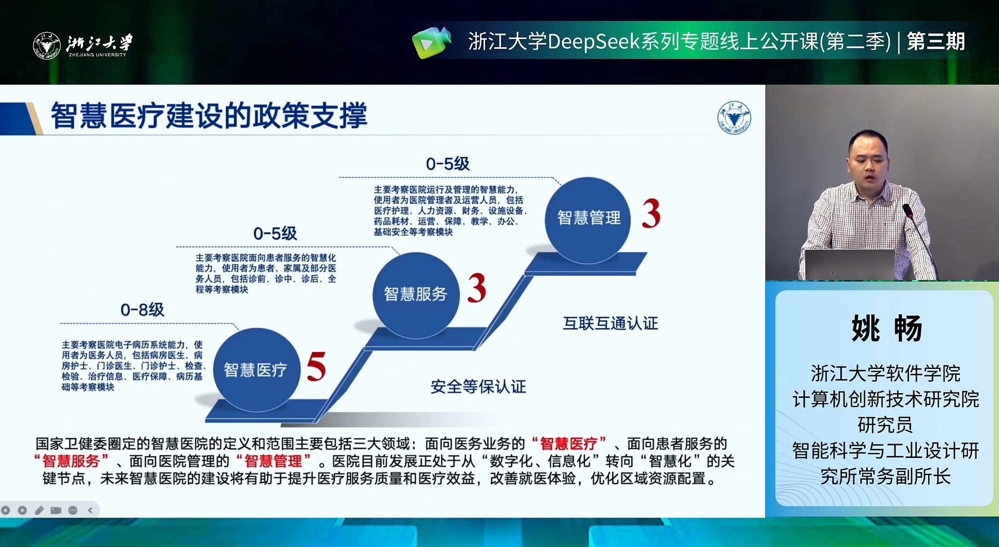 浙江大学
ZHEJIANG UNIVERSITY
浙江大学DeepSeek系列专题线上公开课(第二季) | 第三期
智慧医疗建设的政策支撑
0-5级
主要考察医院运行及管理的智慧能力，
使用者为医院管理者及运营人员，包括
医疗护理、人力资源、财务、设施设备、
药品耗材、运营、保障、教学、办公、
基础安全等考察模块
智慧管理
3
0-5级
主要考察医院面向患者服务的智慧化
能力，使用者为患者、家属及部分医
务人员，包括诊前、诊中、诊后、全
程等考察模块
智慧服务
3
0-8级
主要考察医院电子病历系统能力，使
用者为医务人员，包括病房医生、病
房护士、门诊医生、门诊护士、检查、
检验、治疗信息、医疗保障、病历基
础等考察模块
智慧医疗
5
互联互通认证
安全等保认证
国家卫健委圈定的智慧医院的定义和范围主要包括三大领域：面向医务业务的“智慧医疗”、面向患者服务的
“智慧服务”、面向医院管理的“智慧管理”。医院目前发展正处于从“数字化、信息化”转向“智慧化”的关
键节点，未来智慧医院的建设将有助于提升医疗服务质量和医疗效益，改善就医体验，优化区域资源配置。
姚 畅
浙江大学软件学院
计算机创新技术研究院
研究员
智能科学与工业设计研
究所常务副所长